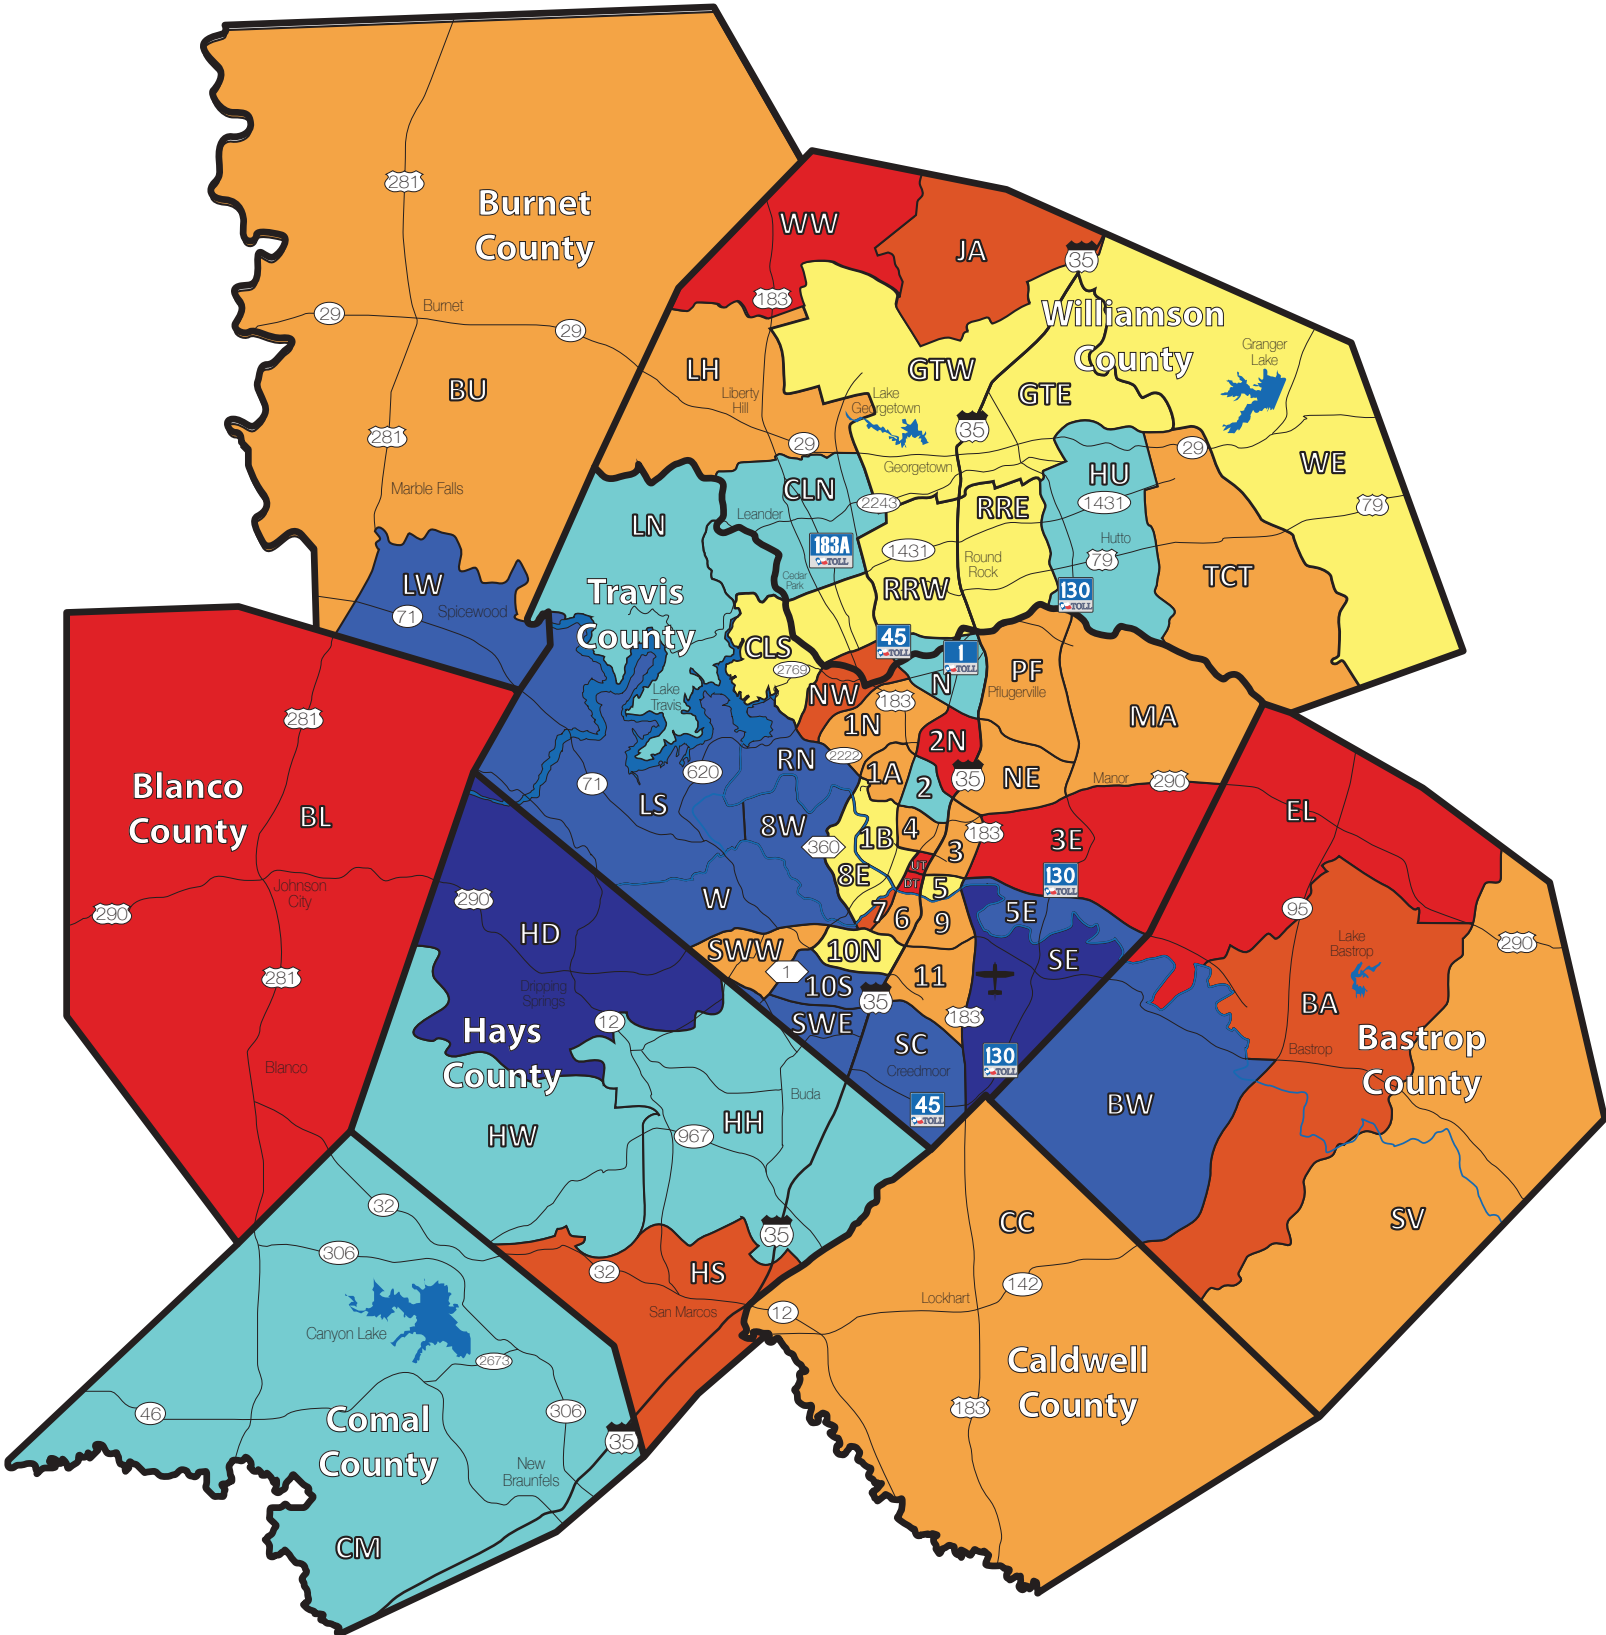 281
Burnet
County
29
Burnet
29
BU
281
Marble Falls
LW
71
Spicewood
WW
JA
35
183
Williamson
County
LH
Liberty
Hill
GTW
GTE
Granger
Lake
Lake
Georgetown
35
29
29
Georgetown
WE
HU
CLN
2243
RRE
1431
79
Leander
LN
183A
TOLL
1431
Round
Rock
Hutto
79
Cedar
Park
RRW
130
TOLL
TCT
Travis
County
45
TOLL
1
TOLL
CLS
2769
NW
N
PF
Pflugerville
Lake
Travis
183
MA
1N
2N
RN
2222
1A
35
NE
Manor
290
620
71
LS
2
8W
360
1B
4
183
3
3E
EL
8E
UT
DT
5
130
TOLL
W
7
6
9
5E
95
Blanco
County
BL
281
Johnson
City
290
290
281
Blanco
HD
Dripping
Springs
12
Hays
County
SWW
10N
1
10S
11
SE
35
SWE
183
SC
Creedmoor
130
TOLL
45
TOLL
Lake
Bastrop
290
BA
Bastrop
County
Bastrop
BW
SV
Buda
HH
967
HW
32
306
35
HS
32
San Marcos
12
CC
142
Lockhart
Canyon Lake
2673
46
Comal
County
306
35
New
Braunfels
CM
Caldwell
County
183